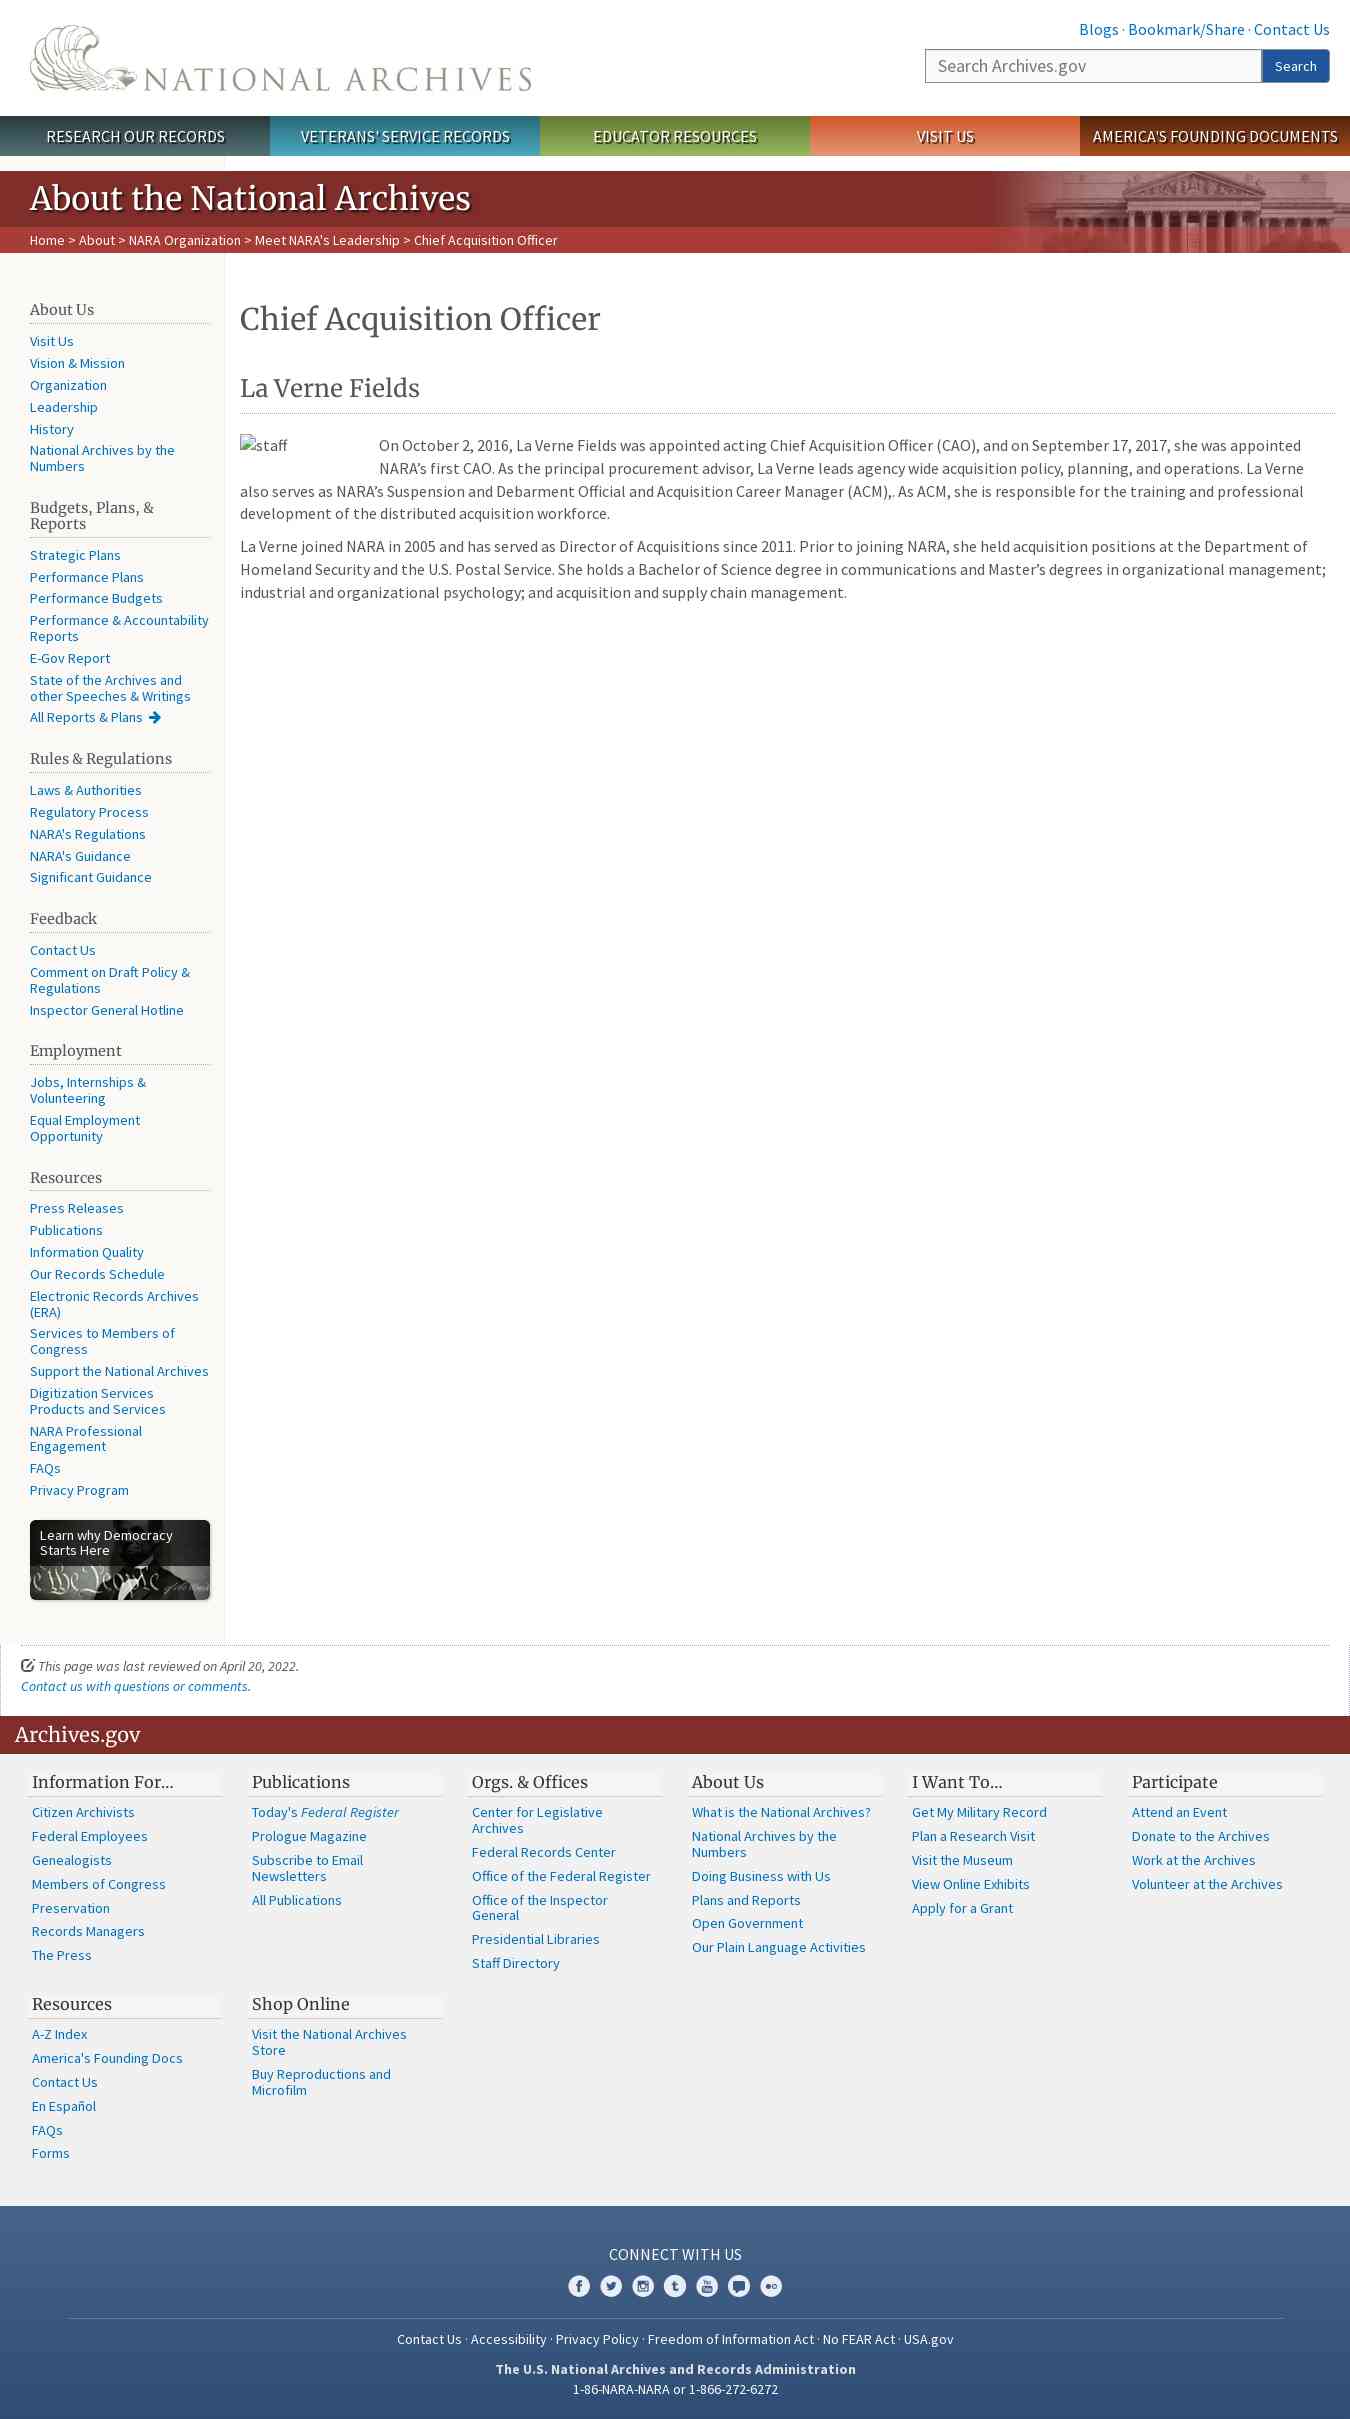 NATIONAL ARCHIVES
Blogs · Bookmark/Share · Contact Us
Search Archives.gov
Search
RESEARCH OUR RECORDS
VETERANS' SERVICE RECORDS
EDUCATOR RESOURCES
VISIT US
AMERICA'S FOUNDING DOCUMENTS
About the National Archives
Home > About > NARA Organization > Meet NARA's Leadership > Chief Acquisition Officer
About Us
Visit Us
Vision & Mission
Organization
Leadership
History
National Archives by the
Numbers
Budgets, Plans, &
Reports
Strategic Plans
Performance Plans
Performance Budgets
Performance & Accountability
Reports
E-Gov Report
State of the Archives and
other Speeches & Writings
All Reports & Plans
Rules & Regulations
Laws & Authorities
Regulatory Process
NARA's Regulations
NARA's Guidance
Significant Guidance
Feedback
Contact Us
Comment on Draft Policy &
Regulations
Inspector General Hotline
Employment
Jobs, Internships &
Volunteering
Equal Employment
Opportunity
Resources
Press Releases
Publications
Information Quality
Our Records Schedule
Electronic Records Archives
(ERA)
Services to Members of
Congress
Support the National Archives
Digitization Services
Products and Services
NARA Professional
Engagement
FAQs
Privacy Program
Learn why Democracy
Starts Here
We the People
Chief Acquisition Officer
La Verne Fields
staff
On October 2, 2016, La Verne Fields was appointed acting Chief Acquisition Officer (CAO), and on September 17, 2017, she was appointed
NARA’s first CAO. As the principal procurement advisor, La Verne leads agency wide acquisition policy, planning, and operations. La Verne
also serves as NARA’s Suspension and Debarment Official and Acquisition Career Manager (ACM),. As ACM, she is responsible for the training and professional
development of the distributed acquisition workforce.
La Verne joined NARA in 2005 and has served as Director of Acquisitions since 2011. Prior to joining NARA, she held acquisition positions at the Department of
Homeland Security and the U.S. Postal Service. She holds a Bachelor of Science degree in communications and Master’s degrees in organizational management;
industrial and organizational psychology; and acquisition and supply chain management.
This page was last reviewed on April 20, 2022.
Contact us with questions or comments.
Archives.gov
Information For…
Citizen Archivists
Federal Employees
Genealogists
Members of Congress
Preservation
Records Managers
The Press
Publications
Today's Federal Register
Prologue Magazine
Subscribe to Email
Newsletters
All Publications
Orgs. & Offices
Center for Legislative
Archives
Federal Records Center
Office of the Federal Register
Office of the Inspector
General
Presidential Libraries
Staff Directory
About Us
What is the National Archives?
National Archives by the
Numbers
Doing Business with Us
Plans and Reports
Open Government
Our Plain Language Activities
I Want To…
Get My Military Record
Plan a Research Visit
Visit the Museum
View Online Exhibits
Apply for a Grant
Participate
Attend an Event
Donate to the Archives
Work at the Archives
Volunteer at the Archives
Resources
A-Z Index
America's Founding Docs
Contact Us
En Español
FAQs
Forms
Shop Online
Visit the National Archives
Store
Buy Reproductions and
Microfilm
CONNECT WITH US
Contact Us · Accessibility · Privacy Policy · Freedom of Information Act · No FEAR Act · USA.gov
The U.S. National Archives and Records Administration
1-86-NARA-NARA or 1-866-272-6272